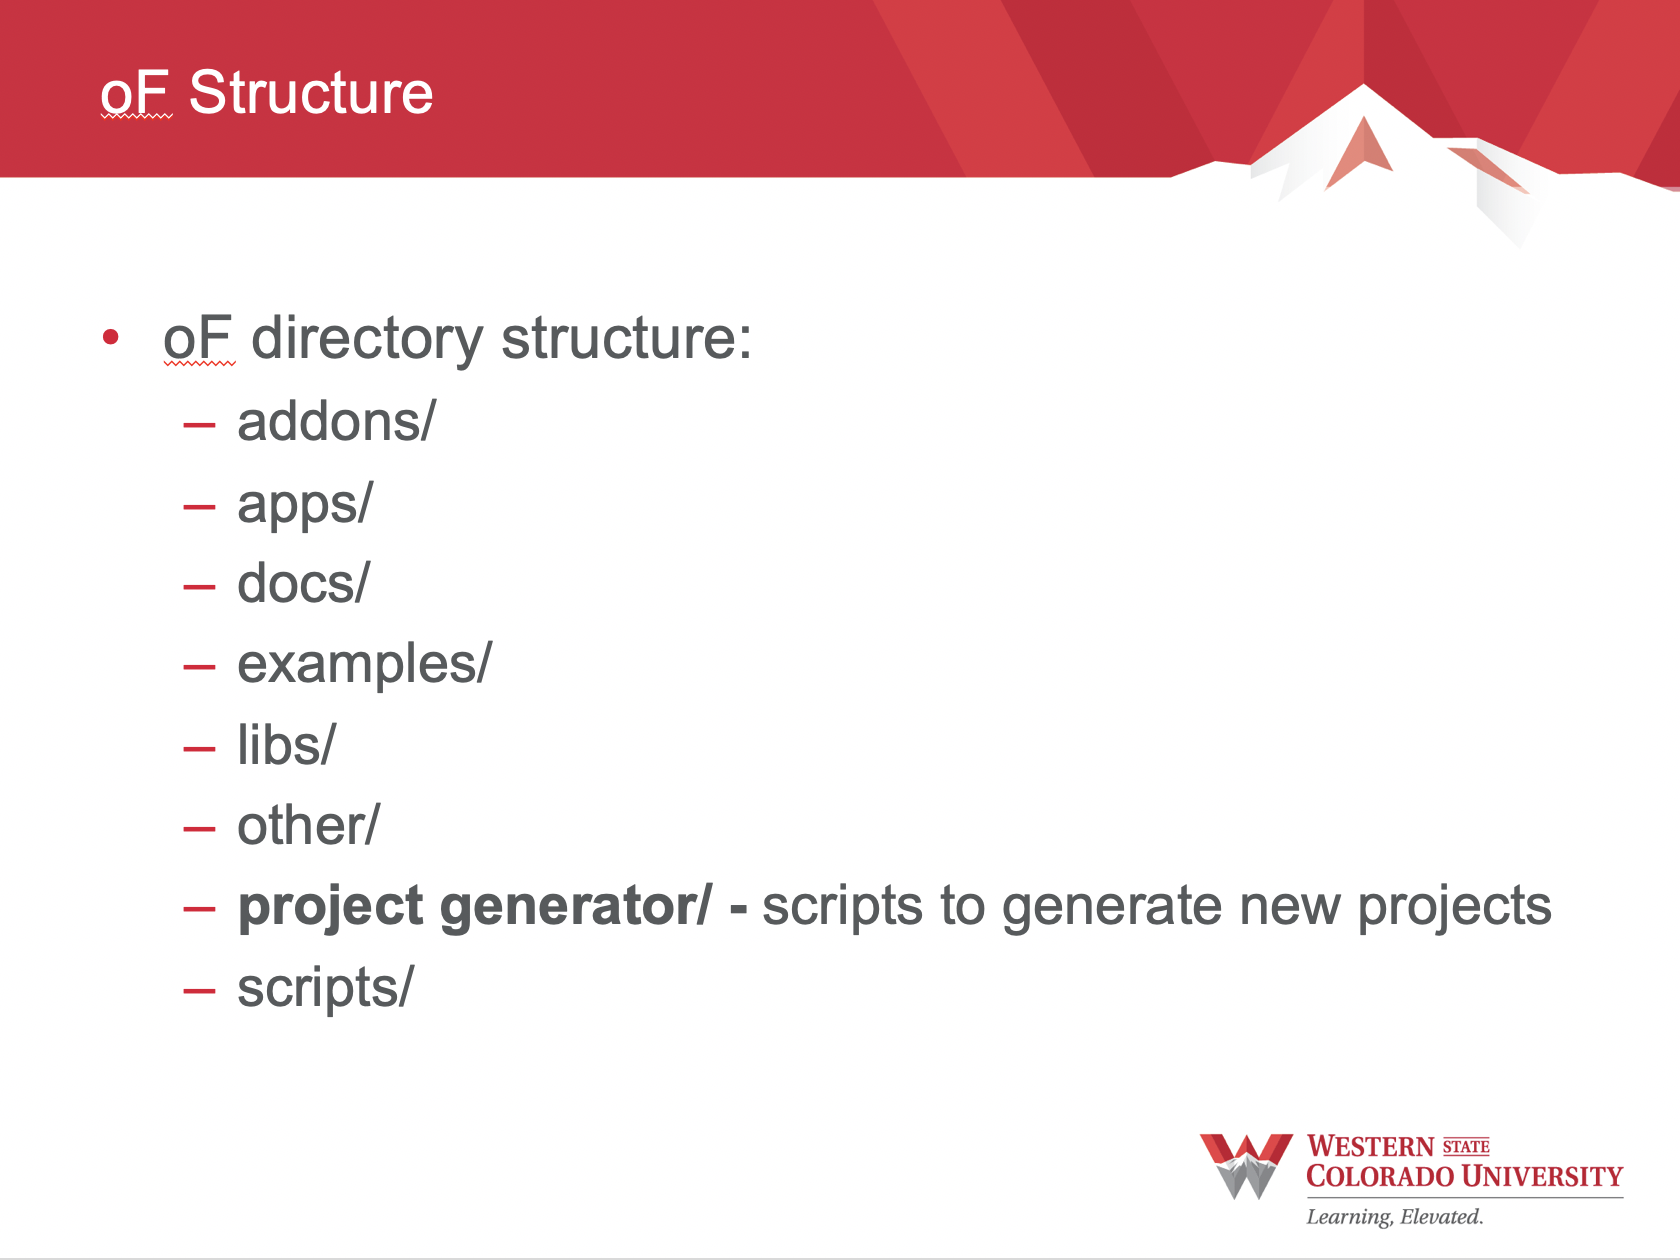 oF Structure
• oF directory structure:
– addons/
– apps/
– docs/
– examples/
– libs/
– other/
– project generator/ - scripts to generate new projects
– scripts/
WESTERN STATE
COLORADO UNIVERSITY
Learning, Elevated.